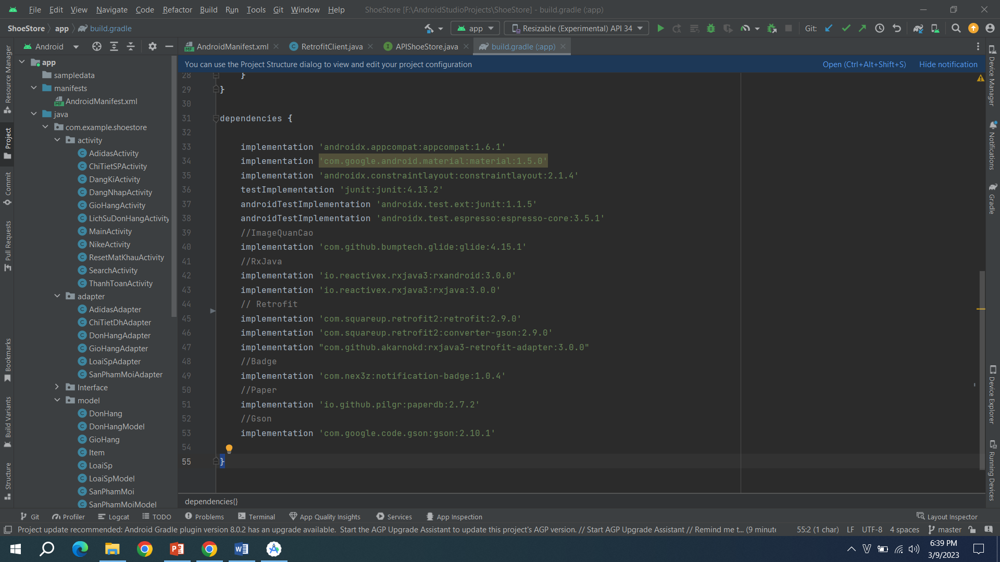 File Edit View Navigate Code Refactor Build Run Tools Git Window Help ShoeStore [F:\AndroidStudioProjects\ShoeStore] - build.gradle (:app)
ShoeStore app build.gradle app Resizable (Experimental) API 34 Git:
Android AndroidManifest.xml RetrofitClient.java APIShoeStore.java build.gradle (:app)
You can use the Project Structure dialog to view and edit your project configuration Open (Ctrl+Alt+Shift+S) Hide notification
Resource Manager
Project
Commit
Pull Requests
Bookmarks
Build Variants
Structure
app
sampledata
manifests
AndroidManifest.xml
java
com.example.shoestore
activity
AdidasActivity
ChiTietSPActivity
DangKiActivity
DangNhapActivity
GioHangActivity
LichSuDonHangActivity
MainActivity
NikeActivity
ResetMatKhauActivity
SearchActivity
ThanhToanActivity
adapter
AdidasAdapter
ChiTietDhAdapter
DonHangAdapter
GioHangAdapter
LoaiSpAdapter
SanPhamMoiAdapter
Interface
model
DonHang
DonHangModel
GioHang
Item
LoaiSp
LoaiSpModel
SanPhamMoi
SanPhamMoiModel
28 }
29 }
30
31 dependencies {
32
33 implementation 'androidx.appcompat:appcompat:1.6.1'
34 implementation 'com.google.android.material:material:1.5.0'
35 implementation 'androidx.constraintlayout:constraintlayout:2.1.4'
36 testImplementation 'junit:junit:4.13.2'
37 androidTestImplementation 'androidx.test.ext:junit:1.1.5'
38 androidTestImplementation 'androidx.test.espresso:espresso-core:3.5.1'
39 //ImageQuanCao
40 implementation 'com.github.bumptech.glide:glide:4.15.1'
41 //RxJava
42 implementation 'io.reactivex.rxjava3:rxandroid:3.0.0'
43 implementation 'io.reactivex.rxjava3:rxjava:3.0.0'
44 // Retrofit
45 implementation 'com.squareup.retrofit2:retrofit:2.9.0'
46 implementation 'com.squareup.retrofit2:converter-gson:2.9.0'
47 implementation "com.github.akarnokd:rxjava3-retrofit-adapter:3.0.0"
48 //Badge
49 implementation 'com.nex3z:notification-badge:1.0.4'
50 //Paper
51 implementation 'io.github.pilgr:paperdb:2.7.2'
52 //Gson
53 implementation 'com.google.code.gson:gson:2.10.1'
54
55 }
dependencies{}
Device Manager
Notifications
Gradle
Device Explorer
Running Devices
Git Profiler Logcat TODO Problems Terminal App Quality Insights Services App Inspection Layout Inspector
Project update recommended: Android Gradle plugin version 8.0.2 has an upgrade available. Start the AGP Upgrade Assistant to update this project's AGP version. // Start AGP Upgrade Assistant // Remind me t... (9 minute 55:2 (1 char) LF UTF-8 4 spaces master
6:39 PM
3/9/2023